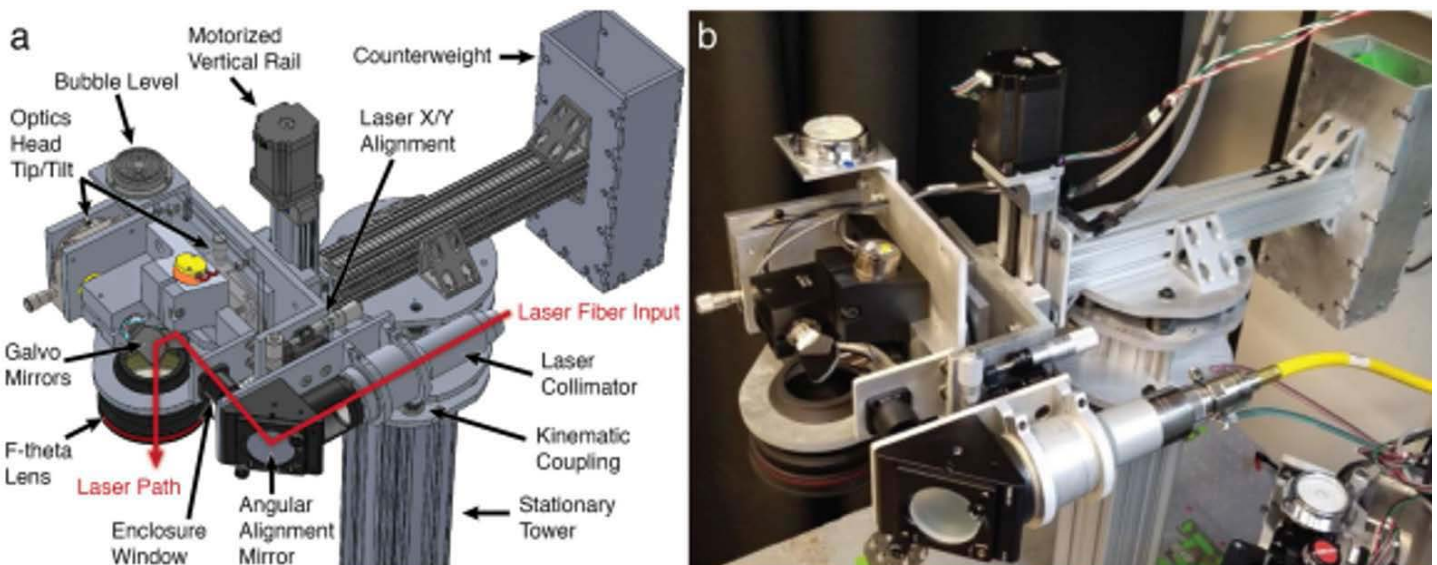 a
Motorized
Vertical Rail
Counterweight
Bubble Level
Optics
Head
Tip/Tilt
Laser X/Y
Alignment
Laser Fiber Input
Galvo
Mirrors
Laser
Collimator
F-theta
Lens
Laser Path
Kinematic
Coupling
Enclosure
Window
Angular
Alignment
Mirror
Stationary
Tower
b